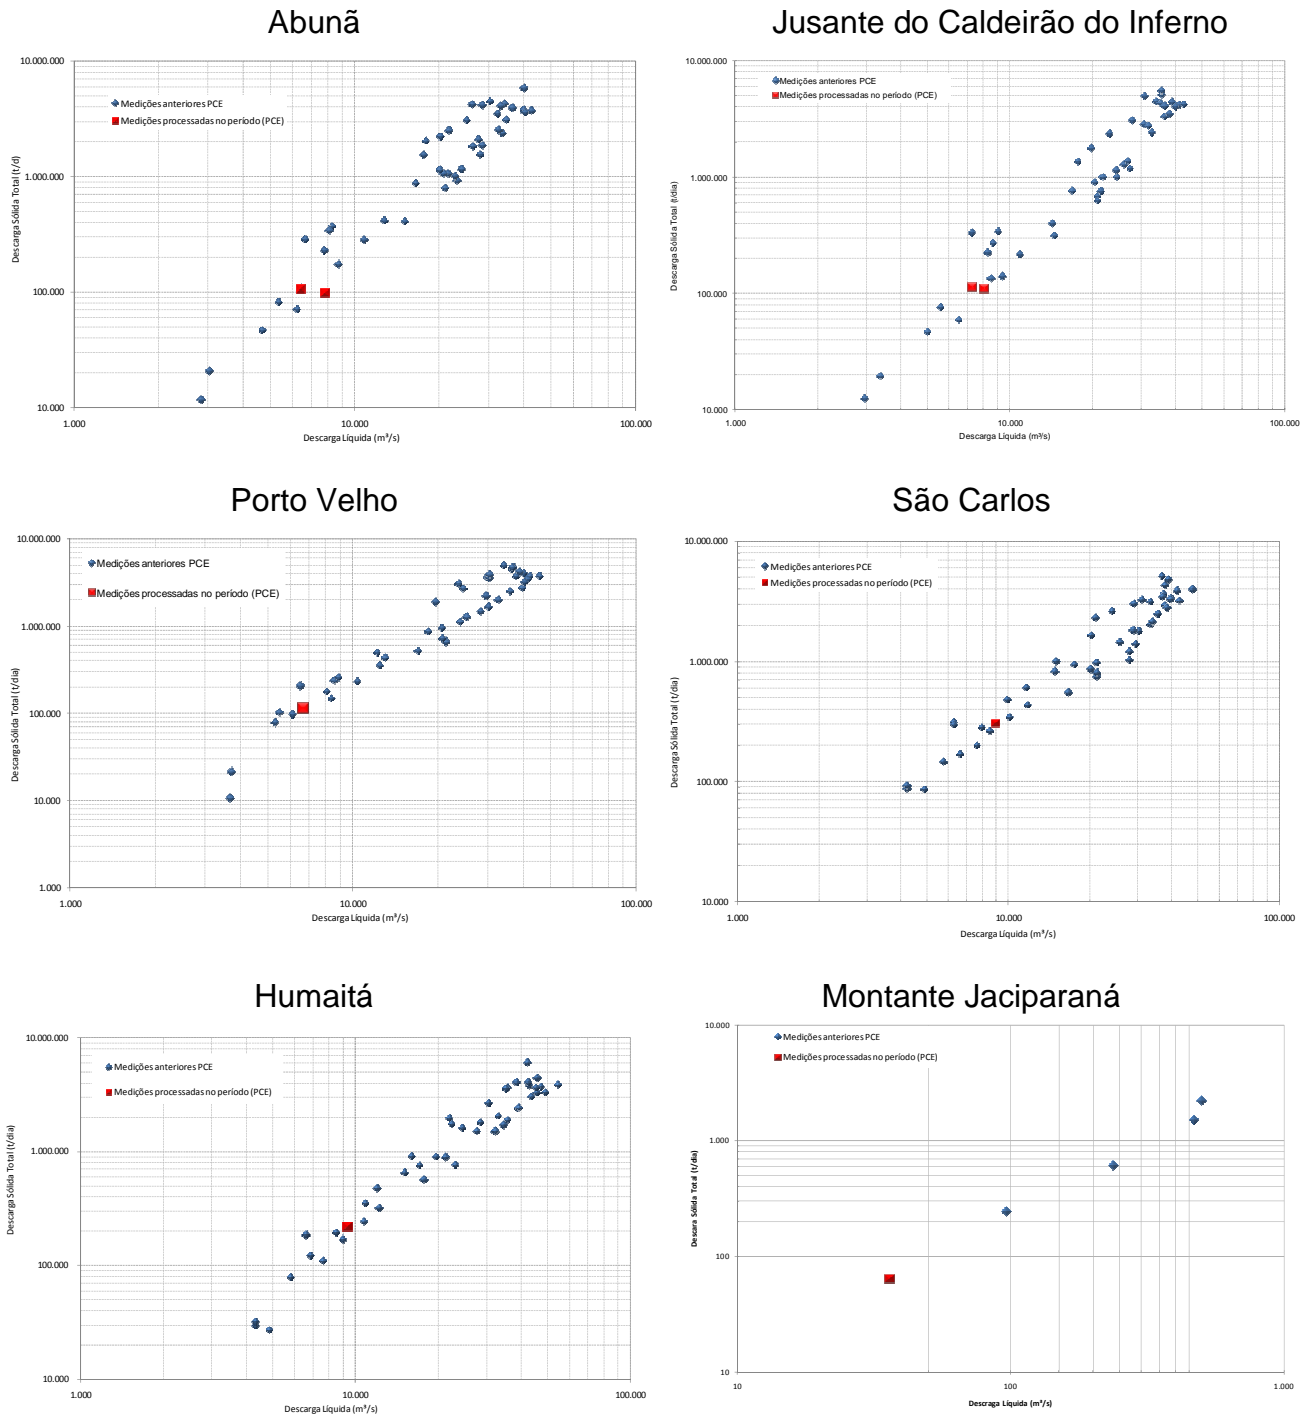 Abunã
10.000.000
Medições anteriores PCE
Medições processadas no período (PCE)
1.000.000
100.000
10.000
Descarga Sólida Total (t/d)
1.000
10.000
100.000
Descarga Líquida (m³/s)
Jusante do Caldeirão do Inferno
10.000.000
Medições anteriores PCE
Medições processadas no período (PCE)
1.000.000
100.000
10.000
Descarga Sólida Total (t/dia)
1.000
10.000
100.000
Descarga Líquida (m³/s)
Porto Velho
10.000.000
Medições anteriores PCE
Medições processadas no período (PCE)
1.000.000
100.000
10.000
1.000
Descarga Sólida Total (t/dia)
1.000
10.000
100.000
Descarga Líquida (m³/s)
São Carlos
10.000.000
Medições anteriores PCE
Medições processadas no período (PCE)
1.000.000
100.000
10.000
Descarga Sólida Total (t/dia)
1.000
10.000
100.000
Descarga Líquida (m³/s)
Humaitá
10.000.000
Medições anteriores PCE
Medições processadas no período (PCE)
1.000.000
100.000
10.000
Descarga Sólida Total (t/dia)
1.000
10.000
100.000
Descarga Líquida (m³/s)
Montante Jaciparaná
10.000
Medições anteriores PCE
Medições processadas no período (PCE)
1.000
100
10
Descara Sólida Total (t/dia)
10
100
1.000
Descraga Líquida (m³/s)